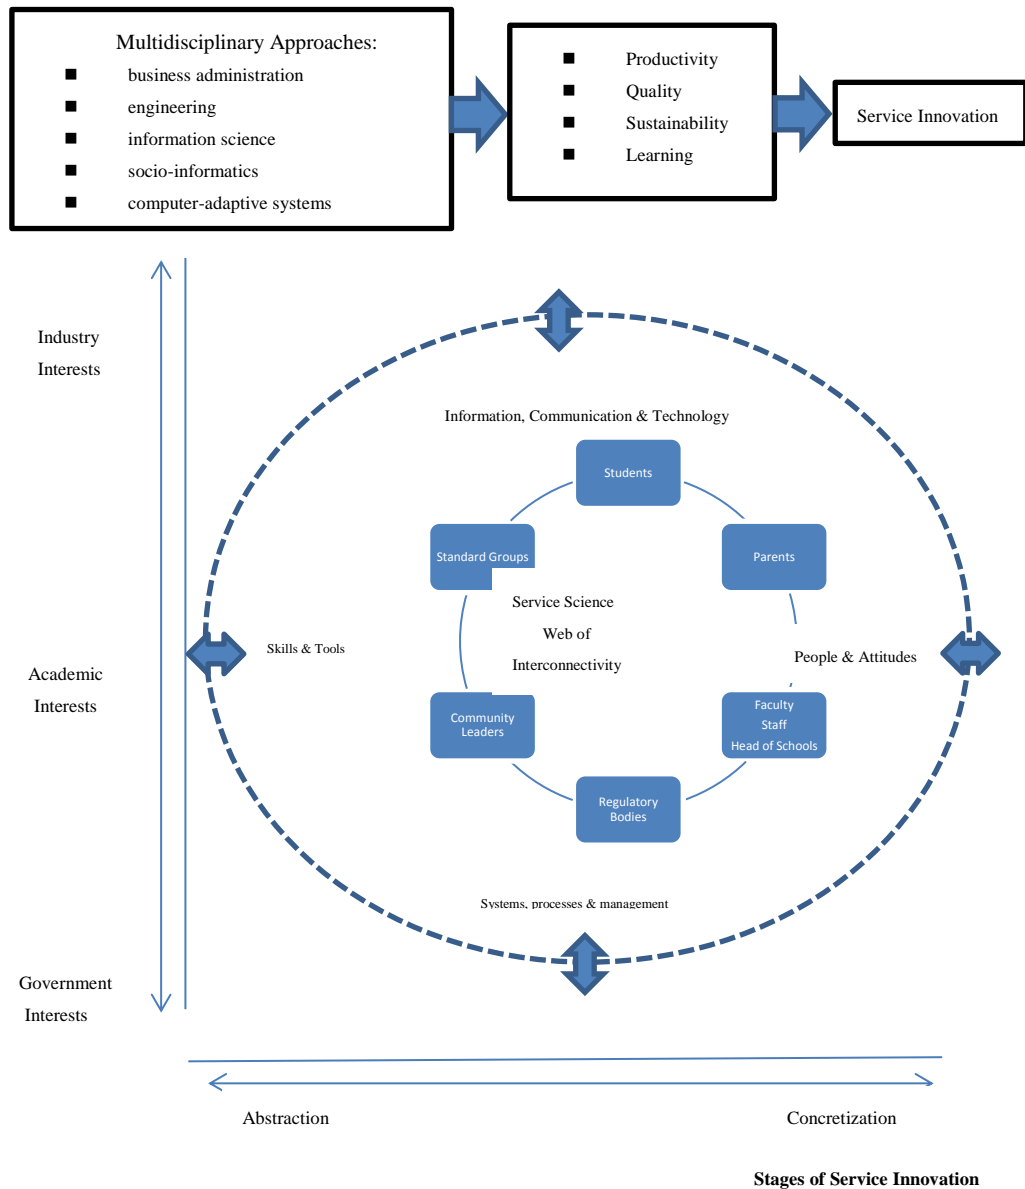 Multidisciplinary Approaches:
business administration
engineering
information science
socio-informatics
computer-adaptive systems
Productivity
Quality
Sustainability
Learning
Service Innovation
Industry
Interests
Information, Communication & Technology
Students
Standard Groups
Parents
Service Science
Web of
Interconnectivity
Skills & Tools
People & Attitudes
Academic
Interests
Community
Leaders
Faculty
Staff
Head of Schools
Regulatory
Bodies
Systems, processes & management
Government
Interests
Abstraction
Concretization
Stages of Service Innovation